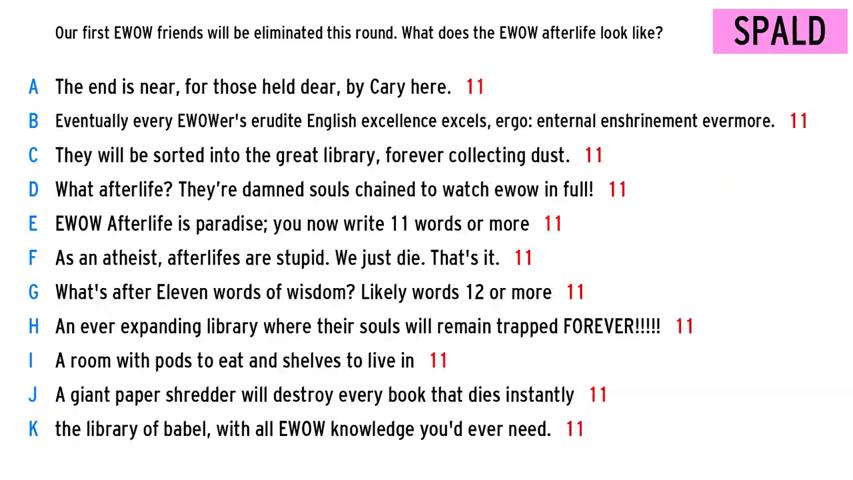 Our first EWOW friends will be eliminated this round. What does the EWOW afterlife look like?
SPALD
A The end is near, for those held dear, by Cary here. 11
B Eventually every EWOWer's erudite English excellence excels, ergo: enternal enshrinement evermore. 11
C They will be sorted into the great library, forever collecting dust. 11
D What afterlife? They're damned souls chained to watch ewow in full! 11
E EWOW Afterlife is paradise; you now write 11 words or more 11
F As an atheist, afterlifes are stupid. We just die. That's it. 11
G What's after Eleven words of wisdom? Likely words 12 or more 11
H An ever expanding library where their souls will remain trapped FOREVER!!!!! 11
I A room with pods to eat and shelves to live in 11
J A giant paper shredder will destroy every book that dies instantly 11
K the library of babel, with all EWOW knowledge you'd ever need. 11